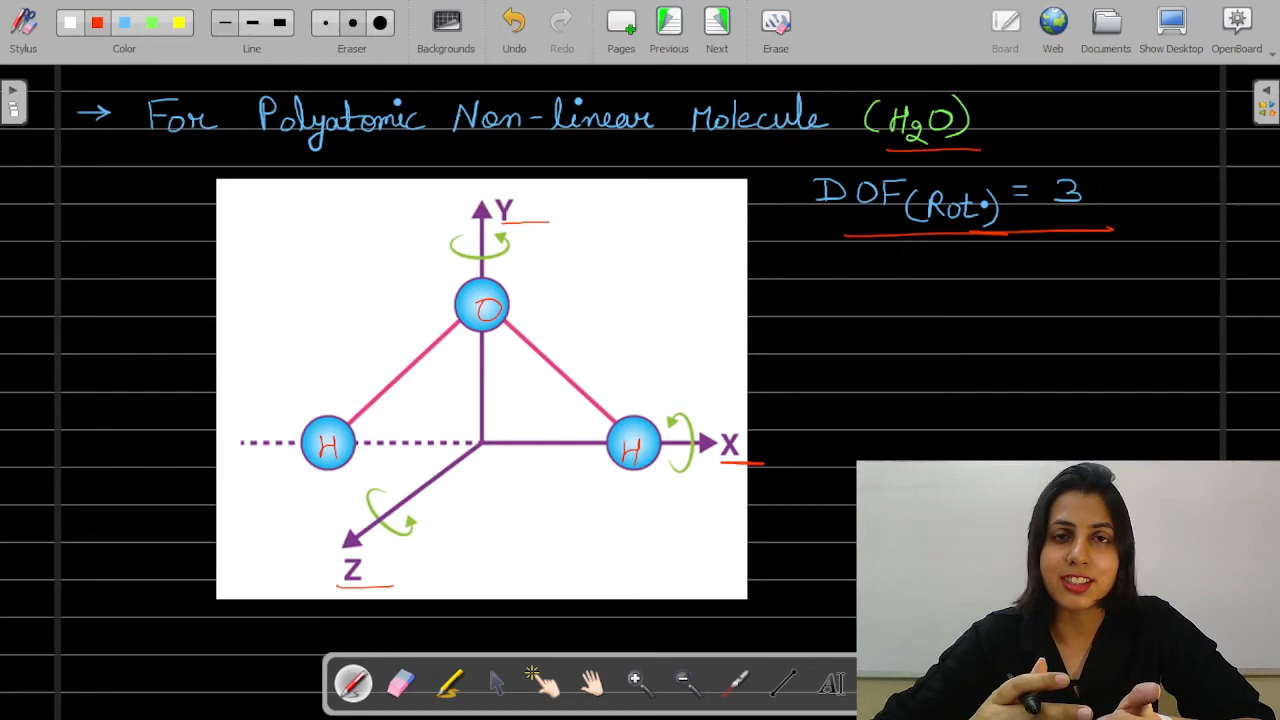 Stylus
Color
Line
Eraser
Backgrounds
Undo
Redo
Pages
Previous
Next
Erase
Board
Web
Documents
Show Desktop
OpenBoard
→ For Polyatomic Non-linear Molecule (H₂O)
DOF(Rot.) = 3
Y
O
H
H
X
Z
AI